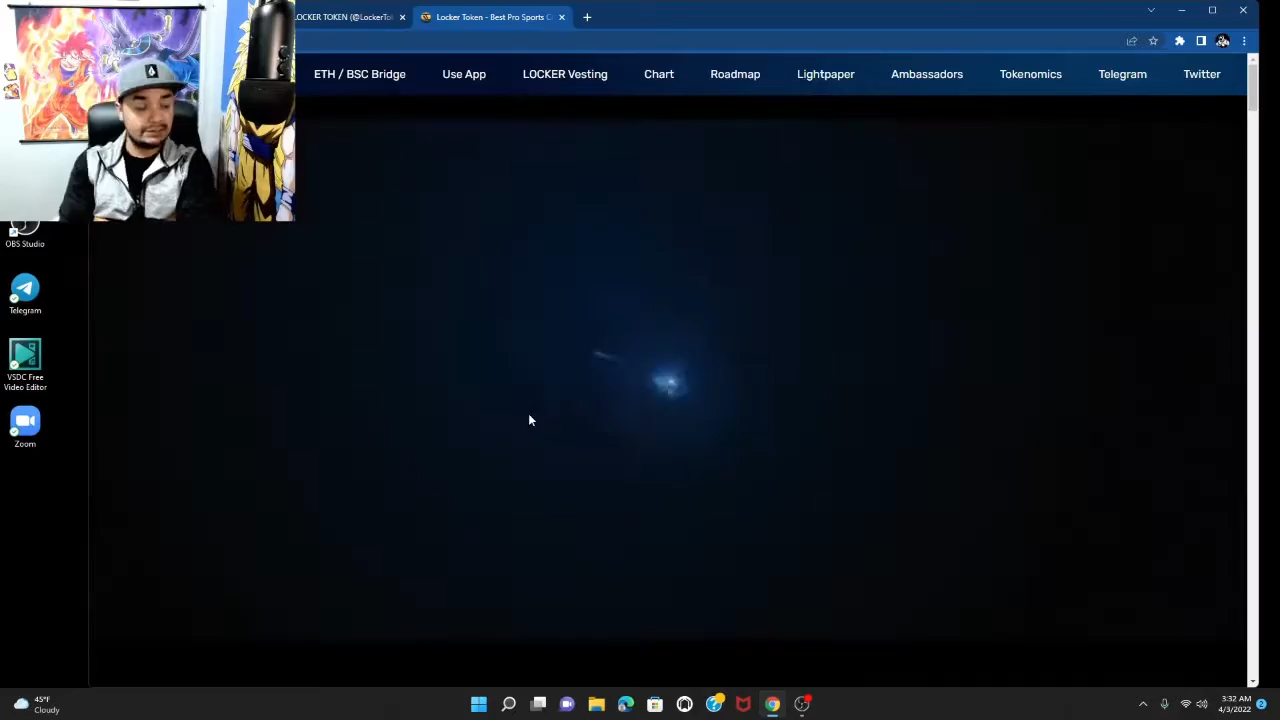 LOCKER TOKEN (@LockerTo
Locker Token - Best Pro Sports C
ETH / BSC Bridge
Use App
LOCKER Vesting
Chart
Roadmap
Lightpaper
Ambassadors
Tokenomics
Telegram
Twitter
OBS Studio
Telegram
VSDC Free
Video Editor
Zoom
45°F
Cloudy
3:32 AM
4/3/2022
2